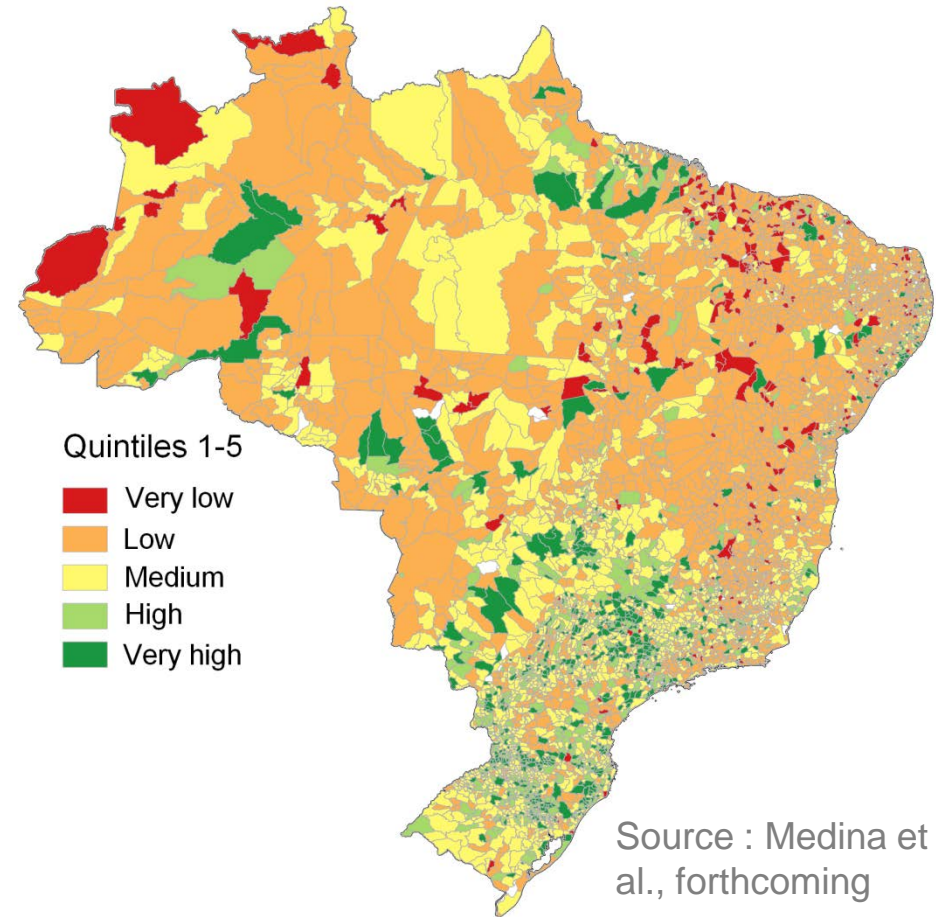 Quintiles 1-5
Very low
Low
Medium
High
Very high
Source : Medina et
al., forthcoming